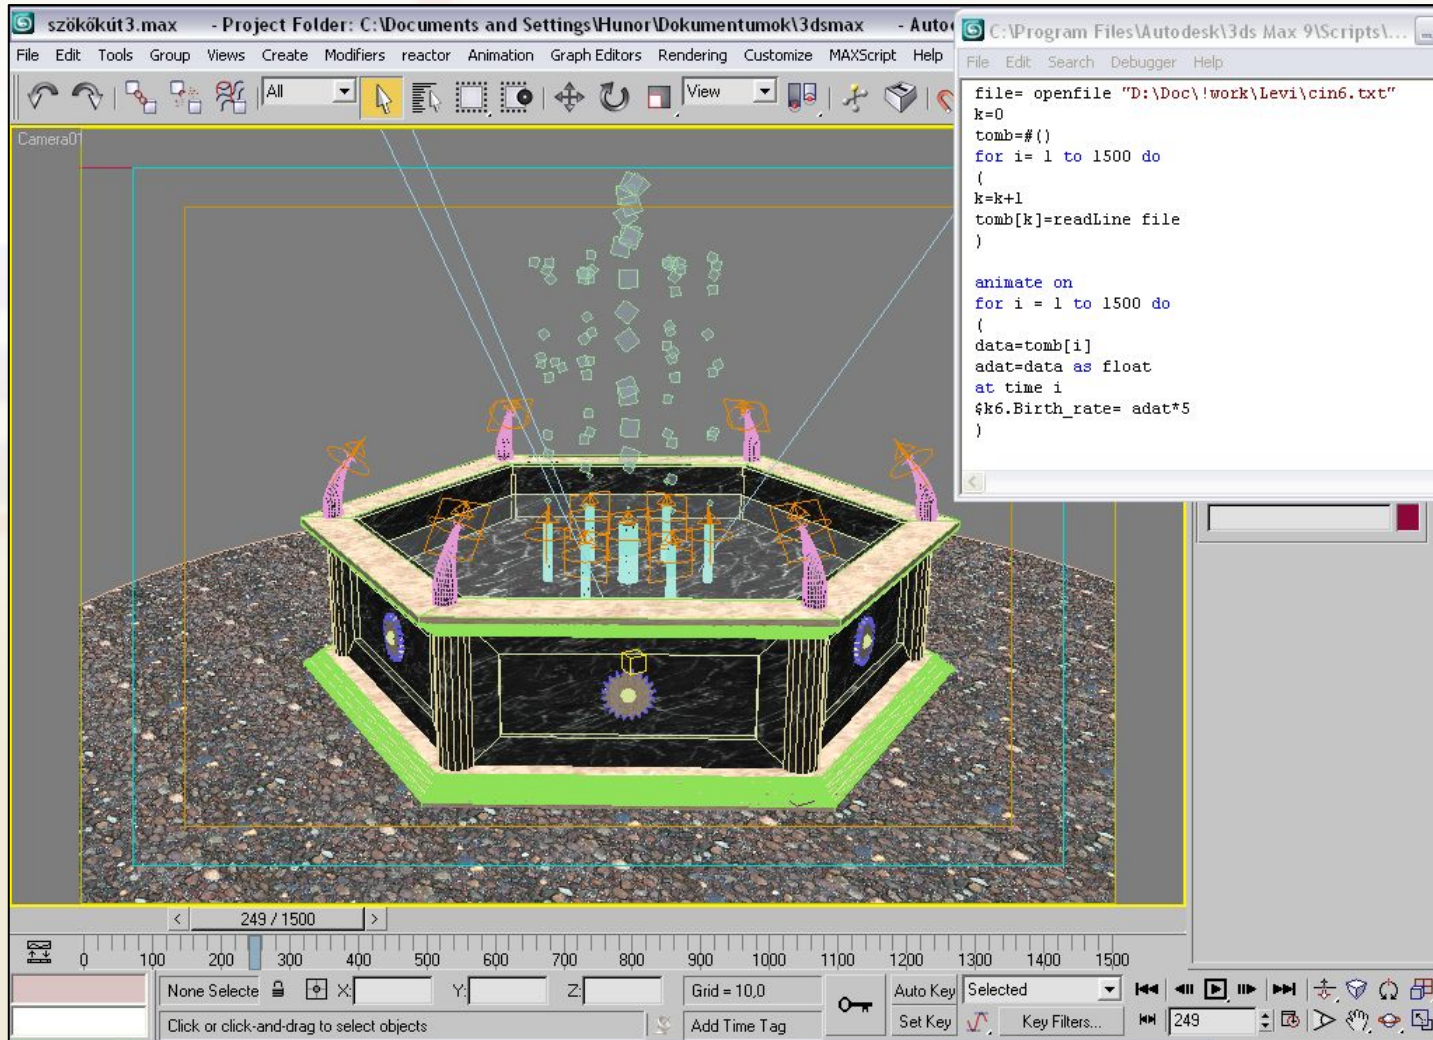 szökőkút3.max - Project Folder: C:\Documents and Settings\Hunor\Dokumentumok\3dsmax - Auto
File Edit Tools Group Views Create Modifiers reactor Animation Graph Editors Rendering Customize MAXScript Help
All
View
Camera01
C:\Program Files\Autodesk\3ds Max 9\Scripts\...
File Edit Search Debugger Help
file= openfile "D:\Doc\!work\Levi\cin6.txt"
k=0
tomb=#()
for i= 1 to 1500 do
(
k=k+1
tomb[k]=readLine file
)
animate on
for i = 1 to 1500 do
(
data=tomb[i]
adat=data as float
at time i
$k6.Birth_rate= adat*5
)
< 249 / 1500 >
0 100 200 300 400 500 600 700 800 900 1000 1100 1200 1300 1400 1500
None Selecte X: Y: Z: Grid = 10,0 Auto Key Selected
Click or click-and-drag to select objects Add Time Tag Set Key Key Filters... 249